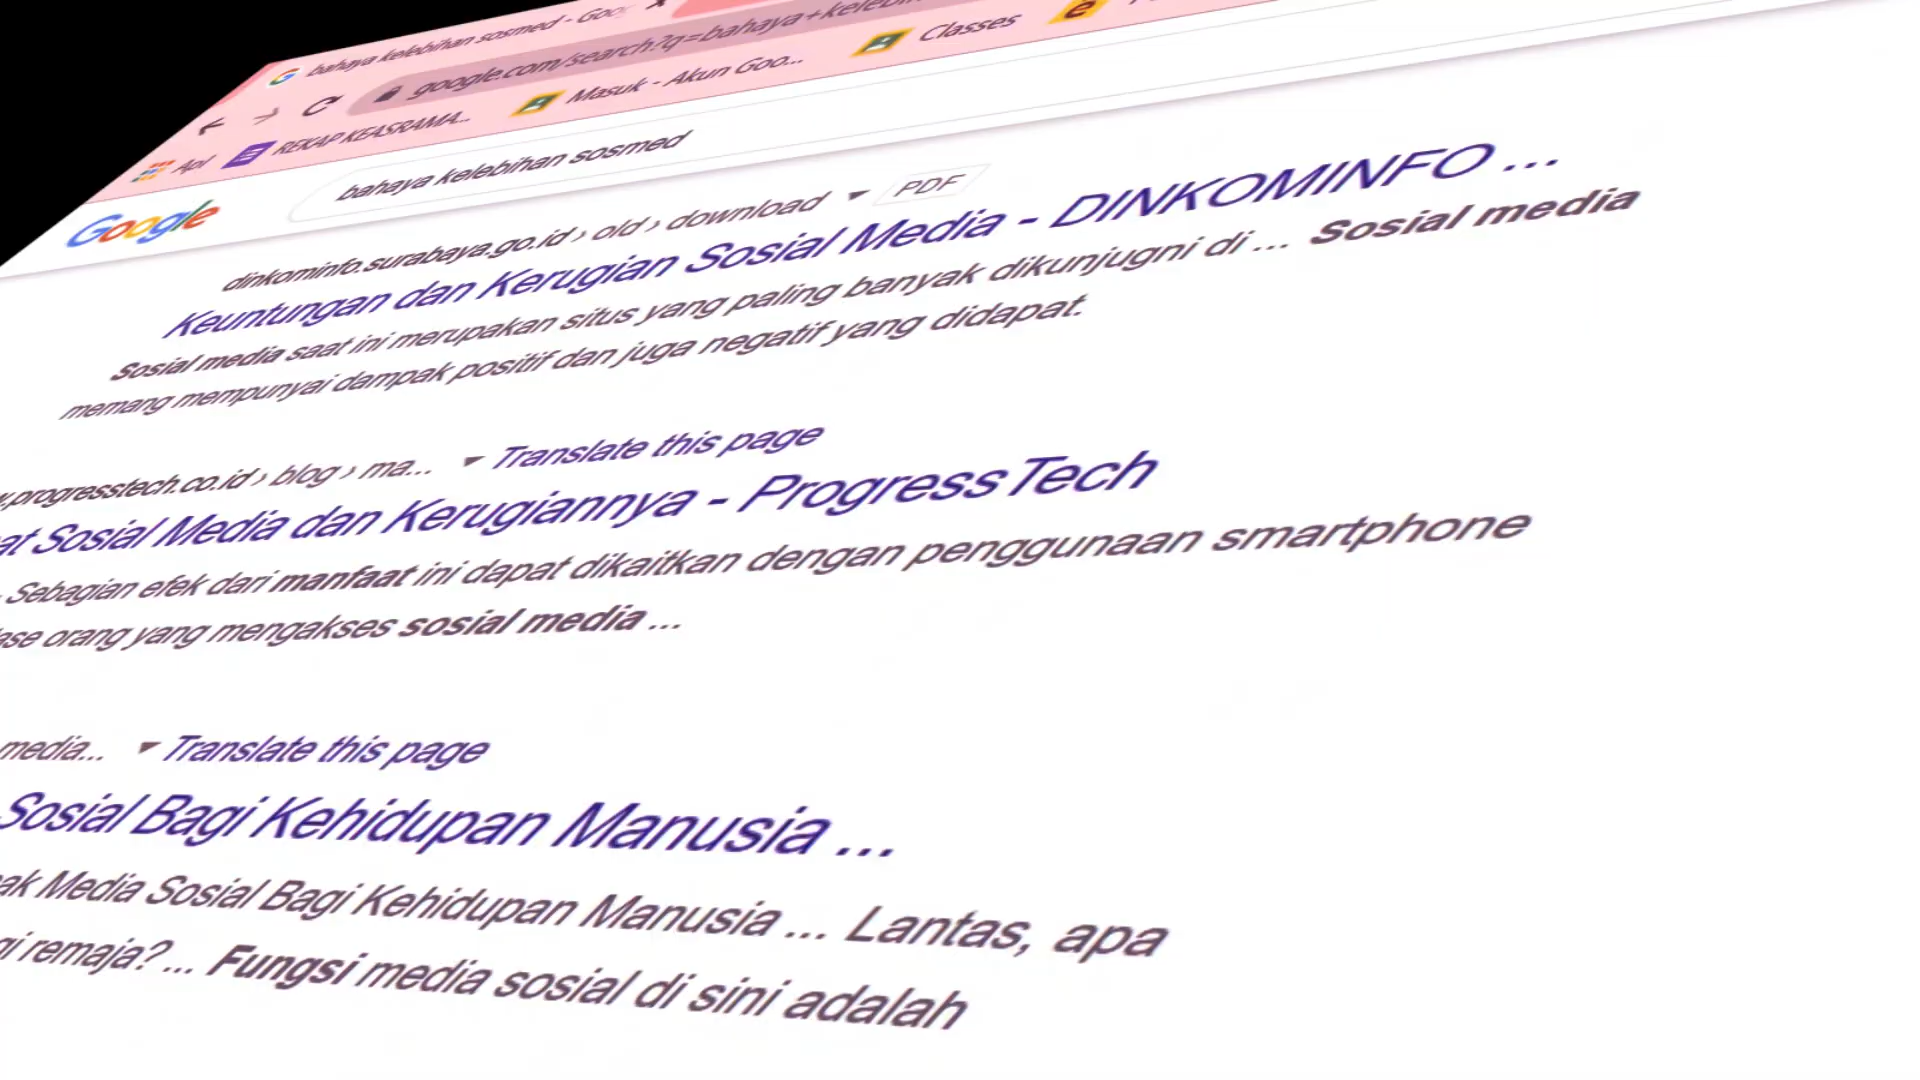 bahaya kelebihan sosmed - Goo
google.com/search?q=bahaya+kelebihan
Apl REKAP KEASRAMA... Masuk - Akun Goo... Classes
Google bahaya kelebihan sosmed
dinkominfo.surabaya.go.id › old › download PDF
Keuntungan dan Kerugian Sosial Media - DINKOMINFO ...
Sosial media saat ini merupakan situs yang paling banyak dikunjugni di ... Sosial media
memang mempunyai dampak positif dan juga negatif yang didapat.
.progresstech.co.id › blog › ma... Translate this page
at Sosial Media dan Kerugiannya - ProgressTech
. Sebagian efek dari manfaat ini dapat dikaitkan dengan penggunaan smartphone
ase orang yang mengakses sosial media ...
media... Translate this page
Sosial Bagi Kehidupan Manusia ...
ak Media Sosial Bagi Kehidupan Manusia ... Lantas, apa
gi remaja? ... Fungsi media sosial di sini adalah